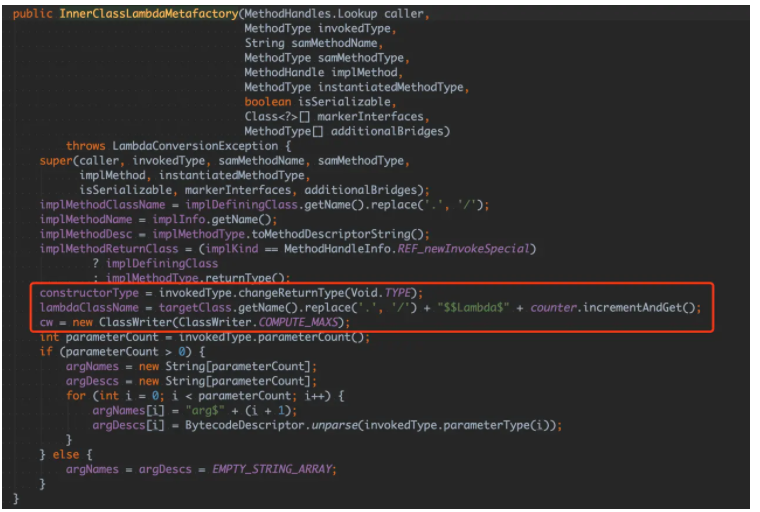 public InnerClassLambdaMetafactory(MethodHandles.Lookup caller,
MethodType invokedType,
String samMethodName,
MethodType samMethodType,
MethodHandle implMethod,
MethodType instantiatedMethodType,
boolean isSerializable,
Class<?>[] markerInterfaces,
MethodType[] additionalBridges)
throws LambdaConversionException {
super(caller, invokedType, samMethodName, samMethodType,
implMethod, instantiatedMethodType,
isSerializable, markerInterfaces, additionalBridges);
implMethodClassName = implDefiningClass.getName().replace('.', '/');
implMethodName = implInfo.getName();
implMethodDesc = implMethodType.toMethodDescriptorString();
implMethodReturnClass = (implKind == MethodHandleInfo.REF_newInvokeSpecial)
? implDefiningClass
: implMethodType.returnType();
constructorType = invokedType.changeReturnType(Void.TYPE);
lambdaClassName = targetClass.getName().replace('.', '/') + "$$Lambda$" + counter.incrementAndGet();
cw = new ClassWriter(ClassWriter.COMPUTE_MAXS);
int parameterCount = invokedType.parameterCount();
if (parameterCount > 0) {
argNames = new String[parameterCount];
argDescs = new String[parameterCount];
for (int i = 0; i < parameterCount; i++) {
argNames[i] = "arg$" + (i + 1);
argDescs[i] = BytecodeDescriptor.unparse(invokedType.parameterType(i));
}
} else {
argNames = argDescs = EMPTY_STRING_ARRAY;
}
}